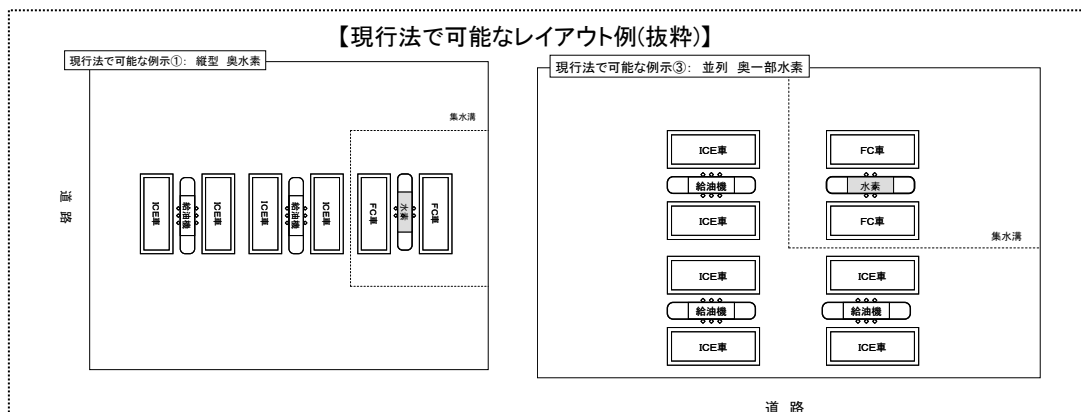 【現行法で可能なレイアウト例(抜粋)】
現行法で可能な例示①： 縦型 奥水素
集水溝
道路
ICE車
給油機
ICE車
ICE車
給油機
ICE車
FC車
水素
FC車
現行法で可能な例示③： 並列 奥一部水素
ICE車
FC車
給油機
水素
ICE車
FC車
集水溝
ICE車
ICE車
給油機
給油機
ICE車
ICE車
道 路